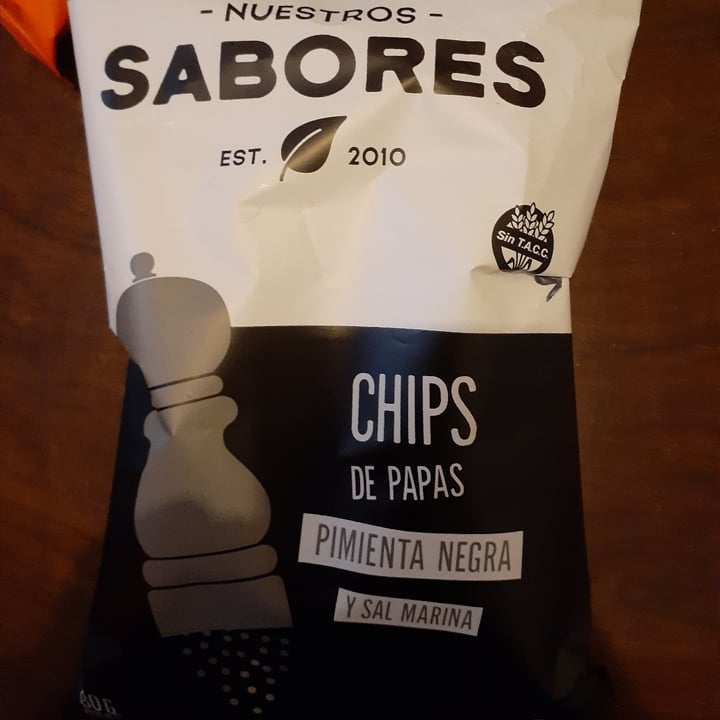 - NUESTROS -
SABORES
EST. 2010
Sin T.A.C.C.
CHIPS
DE PAPAS
PIMIENTA NEGRA
Y SAL MARINA